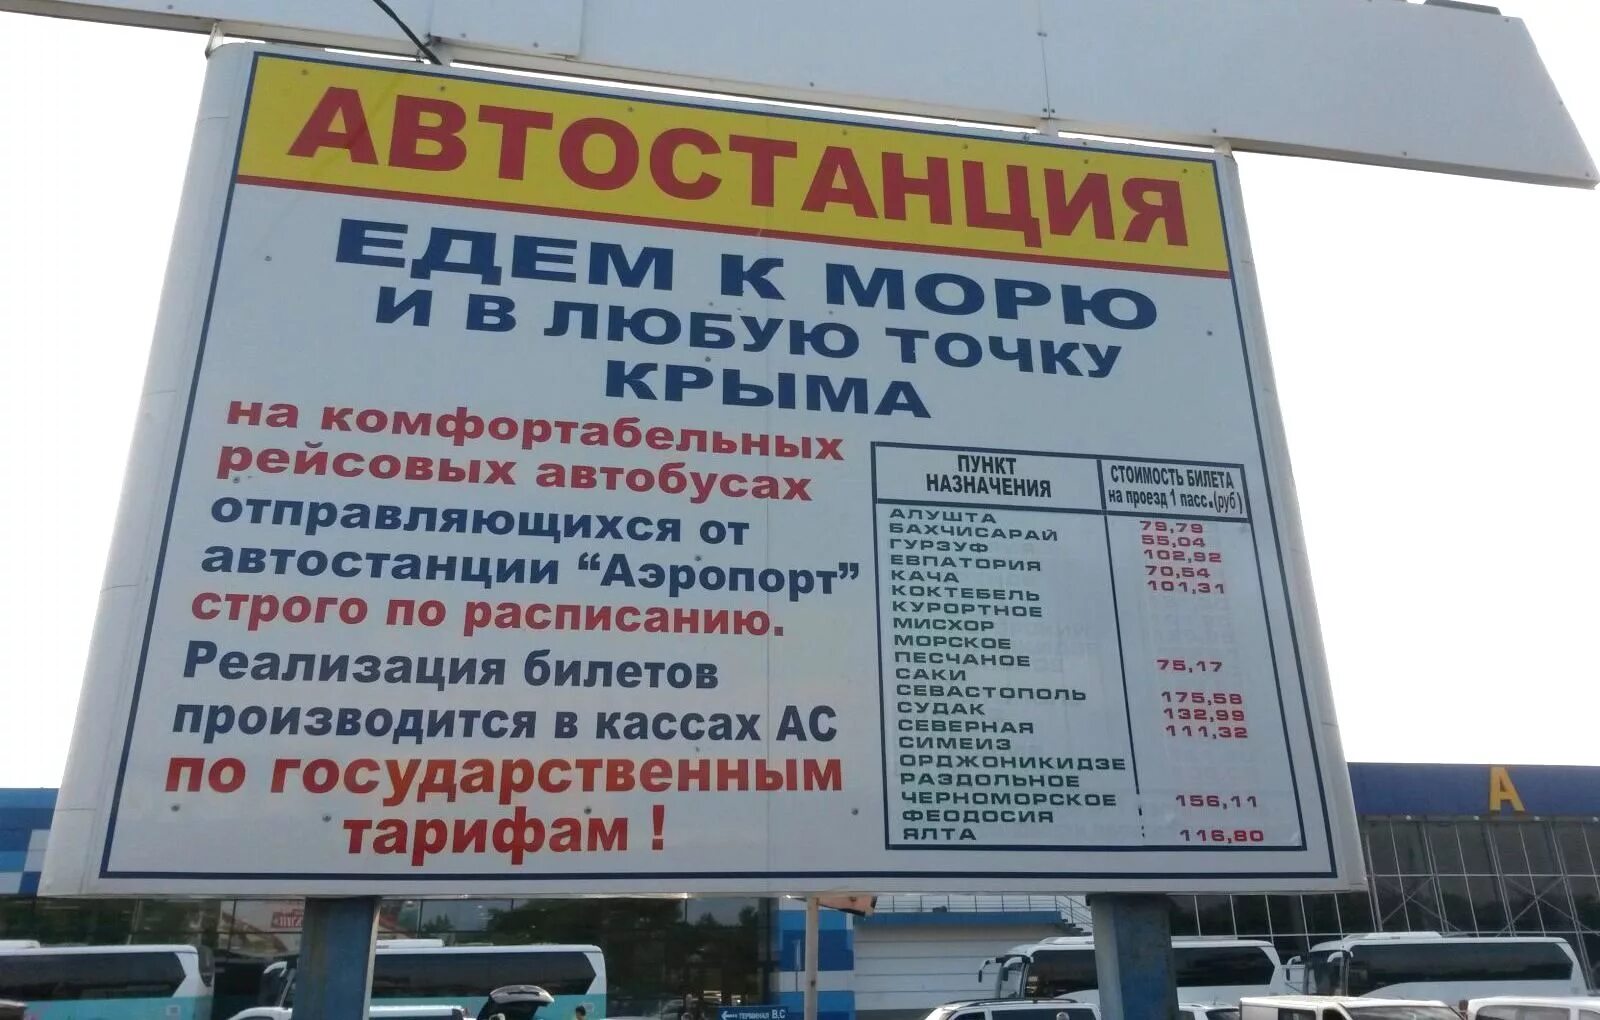 АВТОСТАНЦИЯ
ЕДЕМ К МОРЮ
И В ЛЮБУЮ ТОЧКУ
КРЫМА
на комфортабельных
рейсовых автобусах
отправляющихся от
автостанции “Аэропорт”
строго по расписанию.
Реализация билетов
производится в кассах АС
по государственным
тарифам !
ПУНКТ НАЗНАЧЕНИЯ
СТОИМОСТЬ БИЛЕТА
на проезд 1 пасс.(руб)
АЛУШТА 79,79
БАХЧИСАРАЙ 55,04
ГУРЗУФ 102,92
ЕВПАТОРИЯ 70,54
КАЧА 101,31
КОКТЕБЕЛЬ
КУРОРТНОЕ
МИСХОР
МОРСКОЕ
ПЕСЧАНОЕ 75,17
САКИ
СЕВАСТОПОЛЬ 175,58
СУДАК 132,99
СЕВЕРНАЯ 111,32
СИМЕИЗ
ОРДЖОНИКИДЗЕ
РАЗДОЛЬНОЕ
ЧЕРНОМОРСКОЕ 156,11
ФЕОДОСИЯ
ЯЛТА 116,80
А
ТЕРМИНАЛ В,С